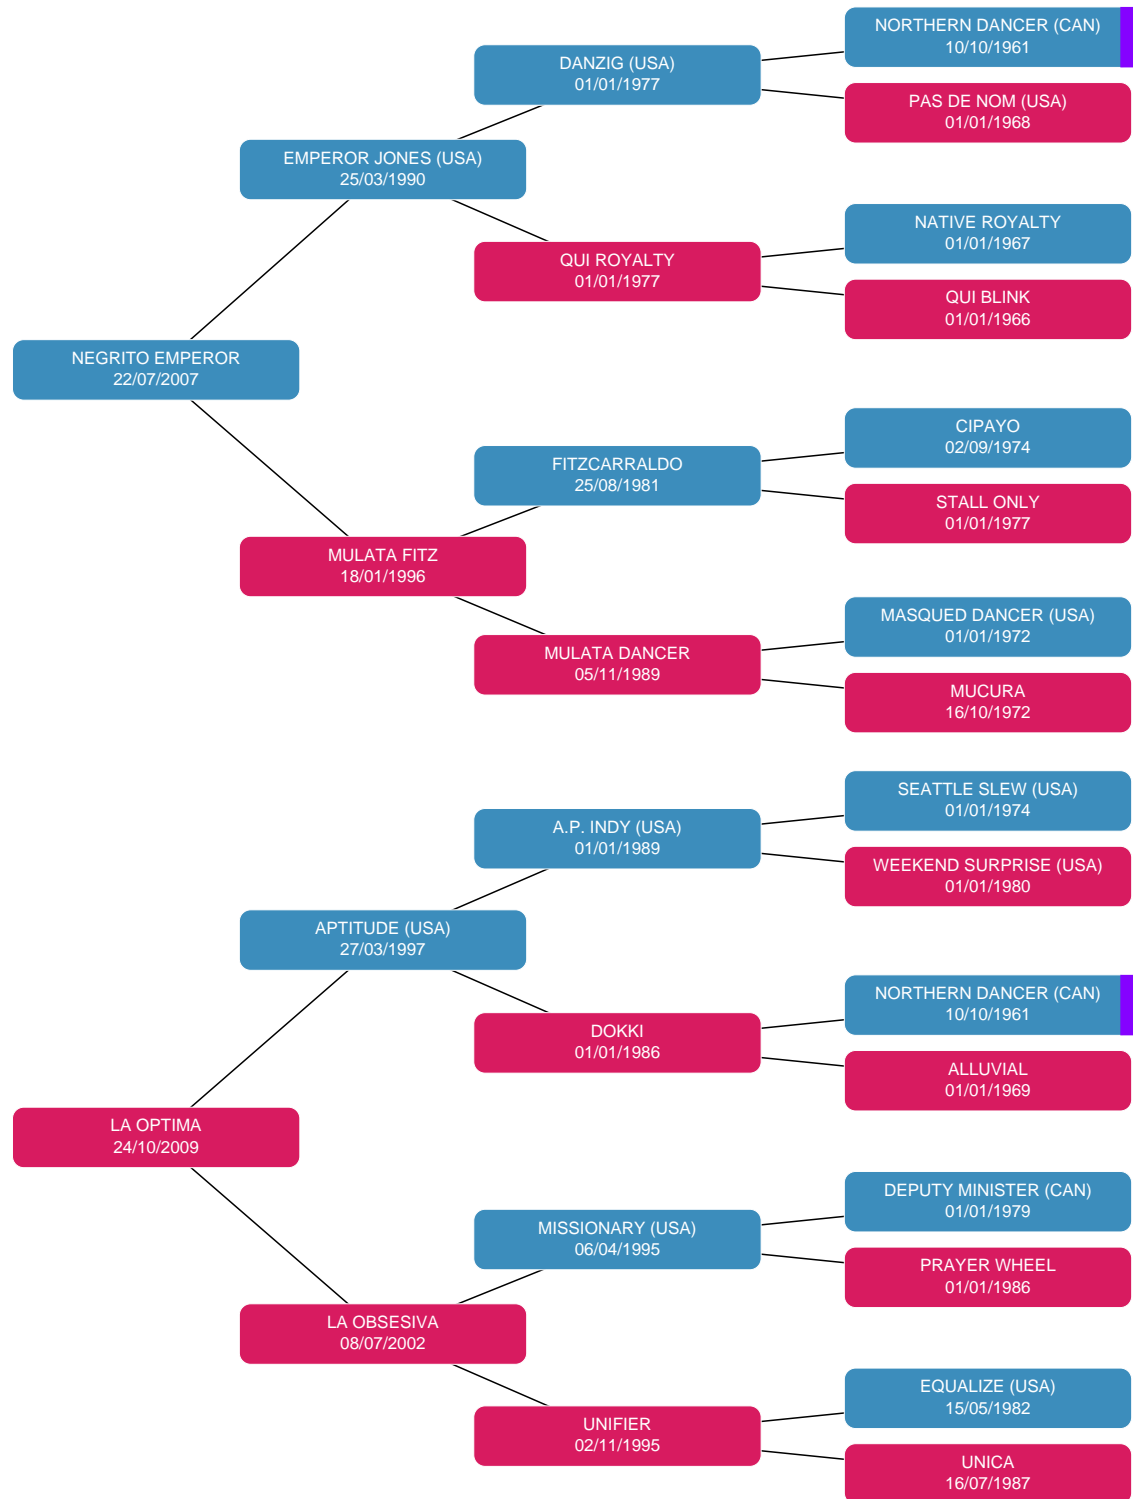 NORTHERN DANCER (CAN)
10/10/1961
DANZIG (USA)
01/01/1977
PAS DE NOM (USA)
01/01/1968
EMPEROR JONES (USA)
25/03/1990
NATIVE ROYALTY
01/01/1967
QUI ROYALTY
01/01/1977
QUI BLINK
01/01/1966
NEGRITO EMPEROR
22/07/2007
CIPAYO
02/09/1974
FITZCARRALDO
25/08/1981
STALL ONLY
01/01/1977
MULATA FITZ
18/01/1996
MASQUED DANCER (USA)
01/01/1972
MULATA DANCER
05/11/1989
MUCURA
16/10/1972
SEATTLE SLEW (USA)
01/01/1974
A.P. INDY (USA)
01/01/1989
WEEKEND SURPRISE (USA)
01/01/1980
APTITUDE (USA)
27/03/1997
NORTHERN DANCER (CAN)
10/10/1961
DOKKI
01/01/1986
ALLUVIAL
01/01/1969
LA OPTIMA
24/10/2009
DEPUTY MINISTER (CAN)
01/01/1979
MISSIONARY (USA)
06/04/1995
PRAYER WHEEL
01/01/1986
LA OBSESIVA
08/07/2002
EQUALIZE (USA)
15/05/1982
UNIFIER
02/11/1995
UNICA
16/07/1987